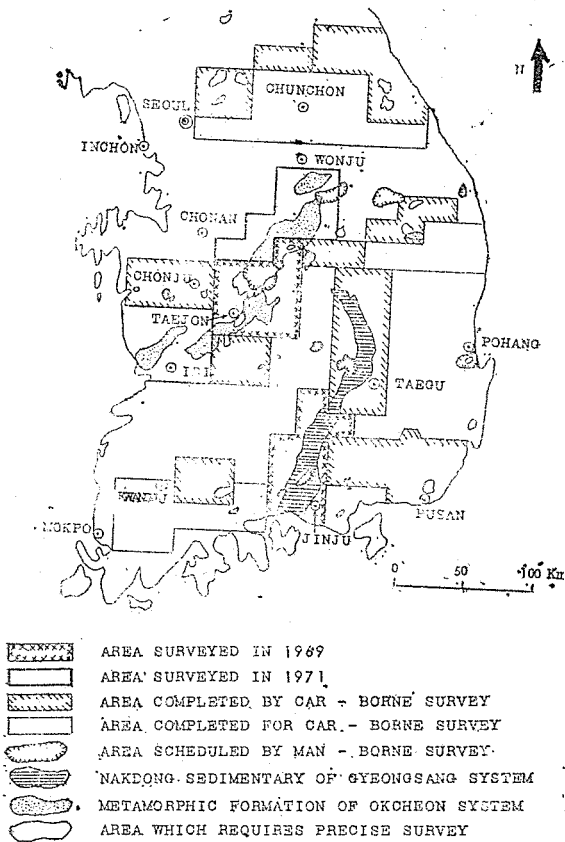 N
CHUNCHON
SEOUL
INCHON
WONJU
CHONAN
CHONJU
TAEJON
POHANG
IRI
TAEGU
KWANJU
PUSAN
MOKPO
JINJU
0 50 100 Km
AREA SURVEYED IN 1969
AREA SURVEYED IN 1971
AREA COMPLETED BY CAR - BORNE SURVEY
AREA COMPLETED FOR CAR - BORNE SURVEY
AREA SCHEDULED BY MAN - BORNE SURVEY
NAKDONG SEDIMENTARY OF GYEONGSANG SYSTEM
METAMORPHIC FORMATION OF OKCHEON SYSTEM
AREA WHICH REQUIRES PRECISE SURVEY